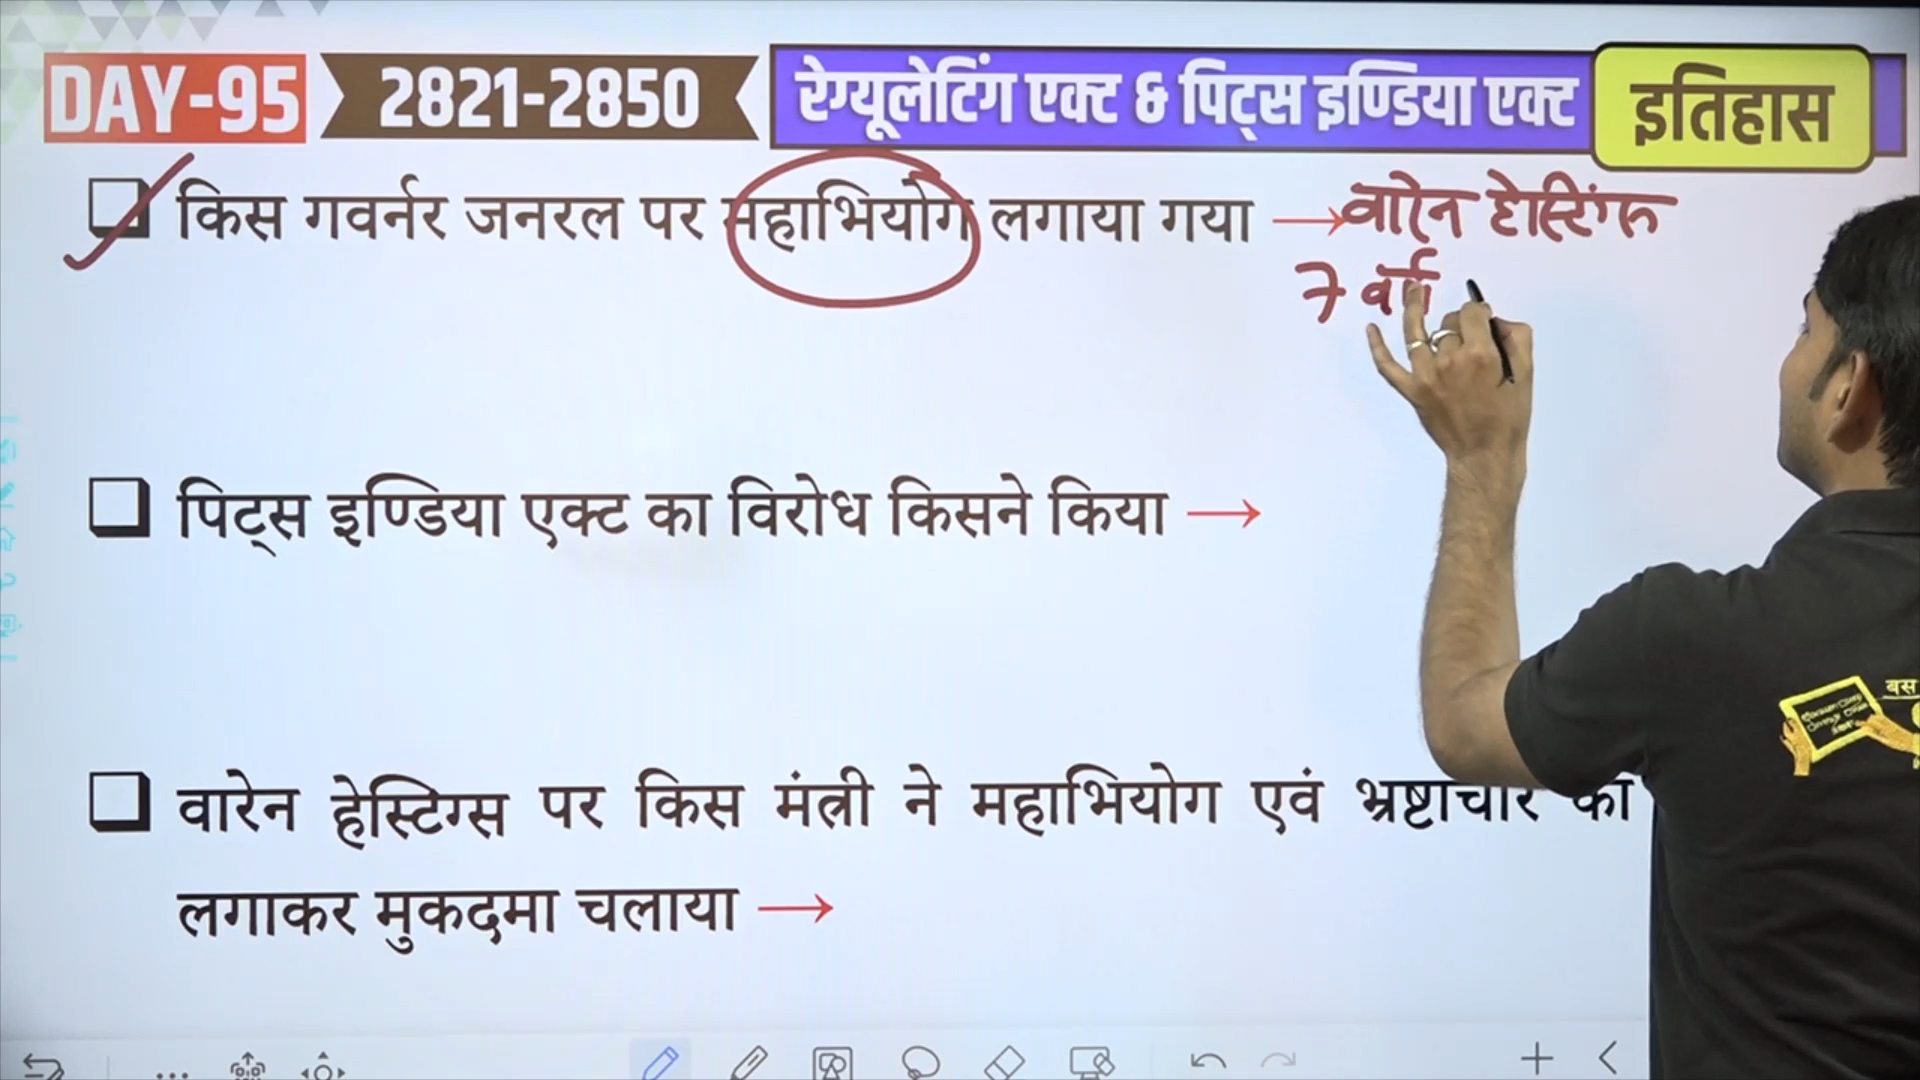 DAY-95 2821-2850 रेग्यूलेटिंग एक्ट & पिट्स इण्डिया एक्ट इतिहास
किस गवर्नर जनरल पर महाभियोग लगाया गया → वारेन हेस्टिंग्स
7 वर्ष
पिट्स इण्डिया एक्ट का विरोध किसने किया →
वारेन हेस्टिग्स पर किस मंत्री ने महाभियोग एवं भ्रष्टाचार का
लगाकर मुकदमा चलाया →
बस